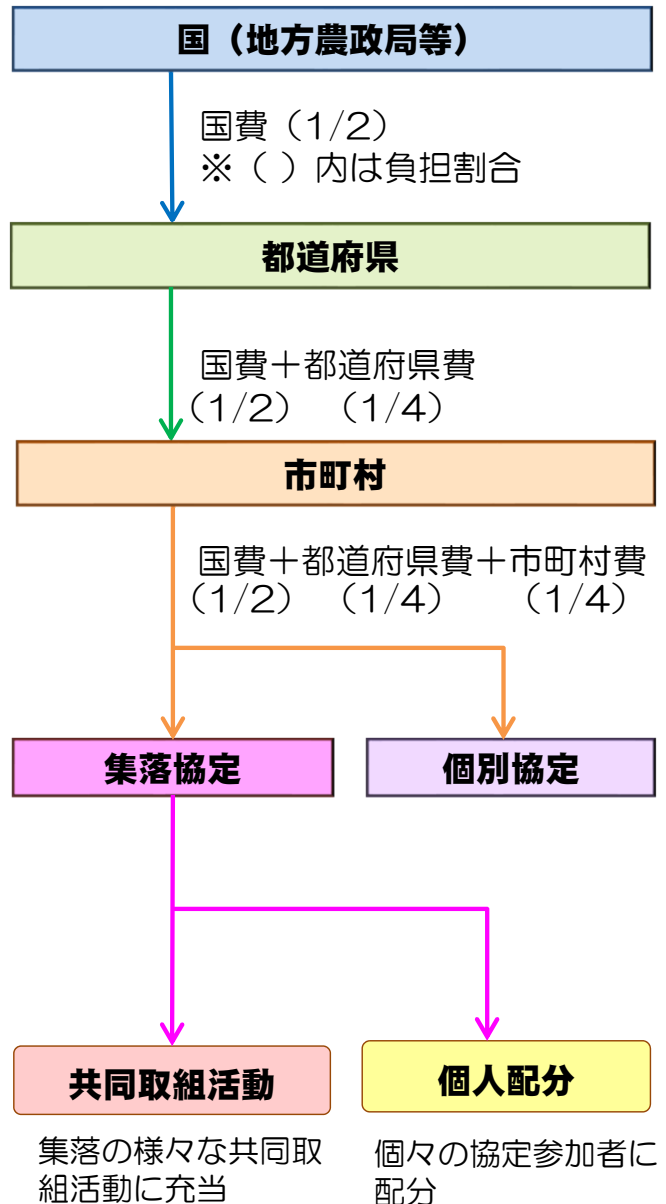 国（地方農政局等）
国費（1/2）
※（ ）内は負担割合
都道府県
国費＋都道府県費
（1/2）　（1/4）
市町村
国費＋都道府県費＋市町村費
（1/2）　（1/4）　　（1/4）
集落協定
個別協定
共同取組活動
個人配分
集落の様々な共同取
組活動に充当
個々の協定参加者に
配分